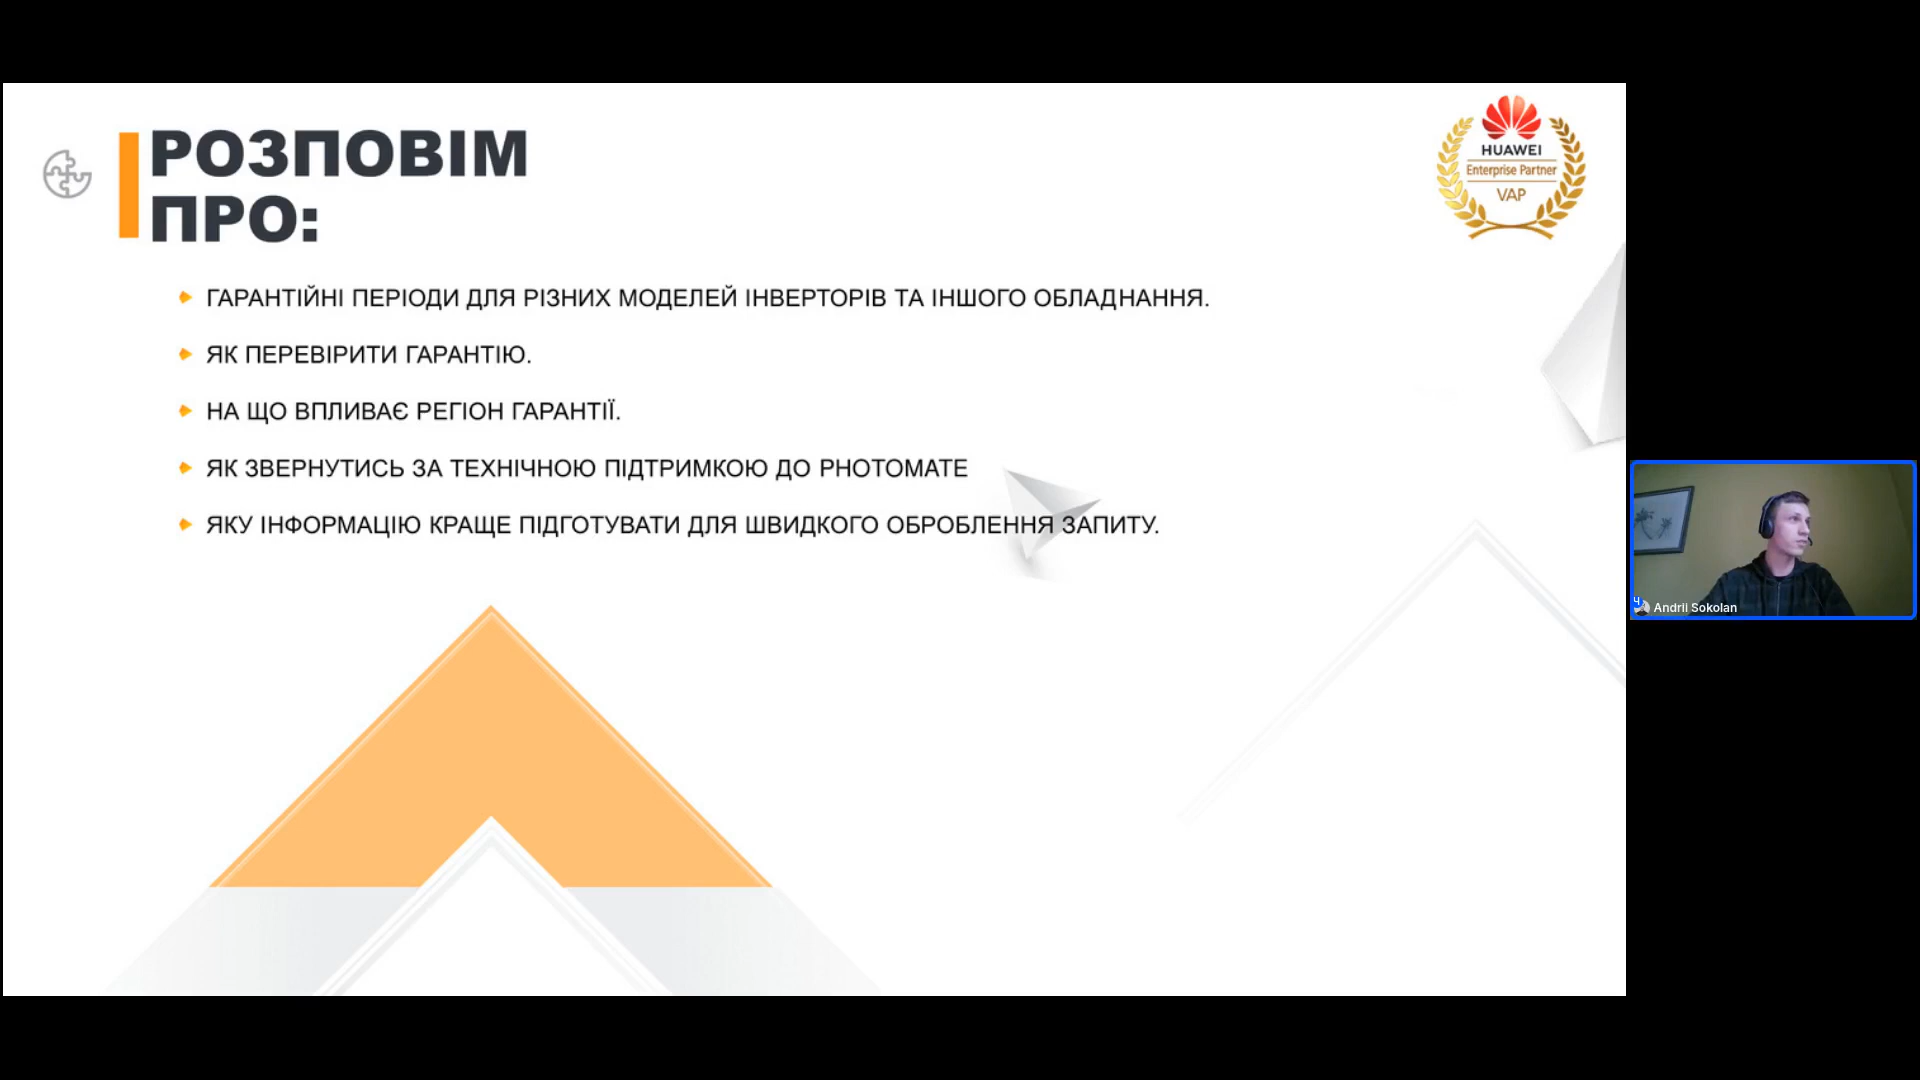 РОЗПОВІМ
ПРО:
HUAWEI
Enterprise Partner
VAP
ГАРАНТІЙНІ ПЕРІОДИ ДЛЯ РІЗНИХ МОДЕЛЕЙ ІНВЕРТОРІВ ТА ІНШОГО ОБЛАДНАННЯ.
ЯК ПЕРЕВІРИТИ ГАРАНТІЮ.
НА ЩО ВПЛИВАЄ РЕГІОН ГАРАНТІЇ.
ЯК ЗВЕРНУТИСЬ ЗА ТЕХНІЧНОЮ ПІДТРИМКОЮ ДО PHOTOMATE
ЯКУ ІНФОРМАЦІЮ КРАЩЕ ПІДГОТУВАТИ ДЛЯ ШВИДКОГО ОБРОБЛЕННЯ ЗАПИТУ.
Andrii Sokolan